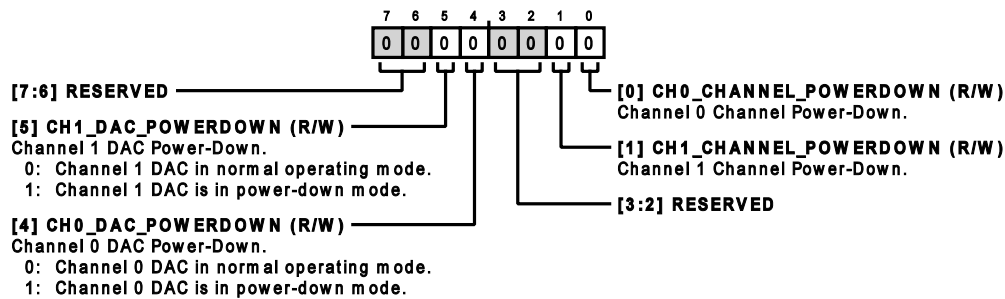 7 6 5 4 3 2 1 0
0 0 0 0 0 0 0 0
[7:6] RESERVED
[5] CH1_DAC_POWERDOWN (R/W)
Channel 1 DAC Power-Down.
0: Channel 1 DAC in normal operating mode.
1: Channel 1 DAC is in power-down mode.
[4] CH0_DAC_POWERDOWN (R/W)
Channel 0 DAC Power-Down.
0: Channel 0 DAC in normal operating mode.
1: Channel 0 DAC is in power-down mode.
[0] CH0_CHANNEL_POWERDOWN (R/W)
Channel 0 Channel Power-Down.
[1] CH1_CHANNEL_POWERDOWN (R/W)
Channel 1 Channel Power-Down.
[3:2] RESERVED